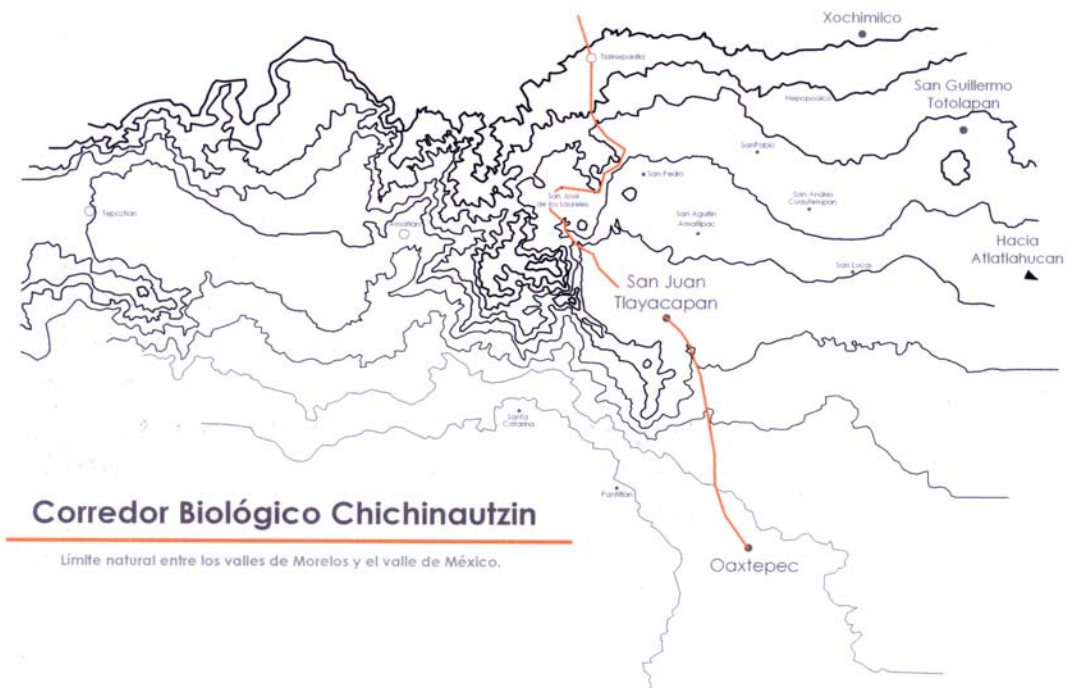 Xochimilco
Tlalnepantla
San Guillermo
Totolapan
Nepopoalco
San Pablo
San Pedro
San José
de los Laureles
San Andrés
Cuautempan
Tepoztlan
San Agustin
Amatlipac
Amatlan
Hacia
Atlatlahucan
San Lucas
San Juan
Tlayacapan
Santa
Catarina
Pantitlan
Corredor Biológico Chichinautzin
Límite natural entre los valles de Morelos y el valle de México.
Oaxtepec